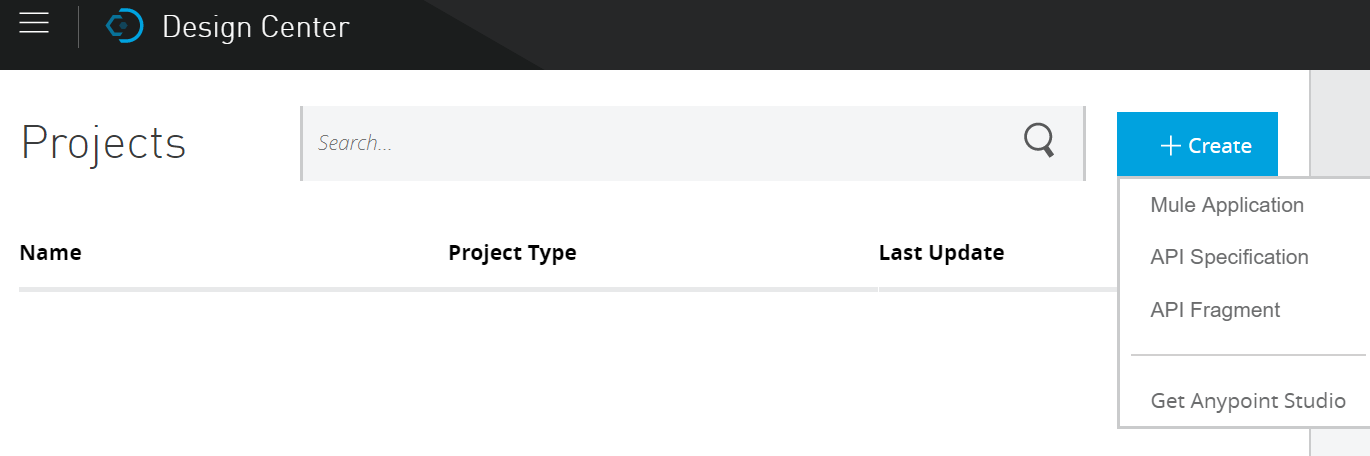 Design Center
Projects
Search...
+ Create
Mule Application
API Specification
API Fragment
Get Anypoint Studio
Name Project Type Last Update